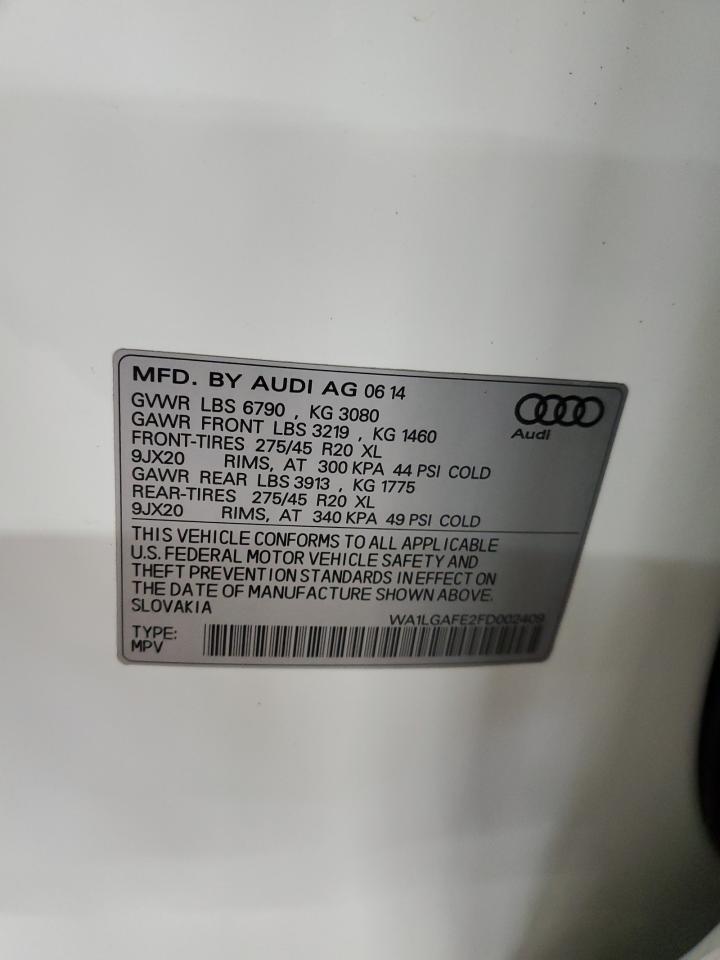 MFD. BY AUDI AG 06 14
GVWR LBS 6790 , KG 3080
GAWR FRONT LBS 3219 , KG 1460
FRONT-TIRES 275/45 R20 XL
9JX20 RIMS, AT 300 KPA 44 PSI COLD
GAWR REAR LBS 3913 , KG 1775
REAR-TIRES 275/45 R20 XL
9JX20 RIMS, AT 340 KPA 49 PSI COLD
Audi
THIS VEHICLE CONFORMS TO ALL APPLICABLE
U.S. FEDERAL MOTOR VEHICLE SAFETY AND
THEFT PREVENTION STANDARDS IN EFFECT ON
THE DATE OF MANUFACTURE SHOWN ABOVE.
SLOVAKIA
WA1LGAFE2FD002409
TYPE:
MPV